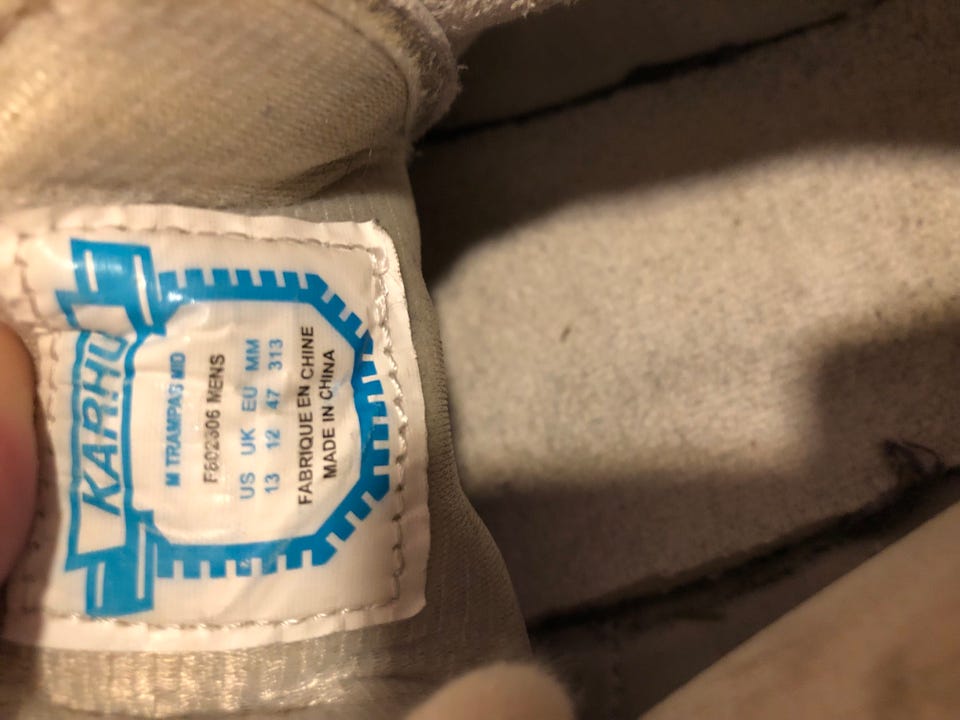 KARHU
M TRAMPAS MID
F802306 MENS
US UK EU MM
13 12 47 313
FABRIQUE EN CHINE
MADE IN CHINA